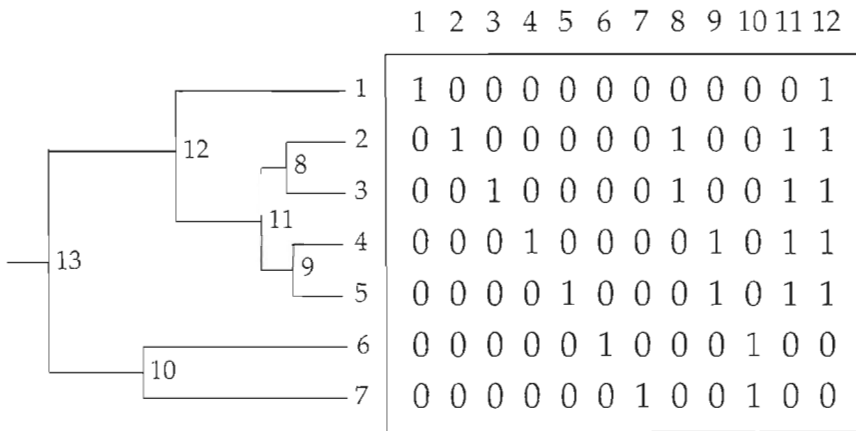 1 2 3 4 5 6 7 8 9 10 11 12
1 1 0 0 0 0 0 0 0 0 0 0 1
2 0 1 0 0 0 0 0 1 0 0 1 1
12
8
3 0 0 1 0 0 0 0 1 0 0 1 1
11
4 0 0 0 1 0 0 0 0 1 0 1 1
13
9
5 0 0 0 0 1 0 0 0 1 0 1 1
6 0 0 0 0 0 1 0 0 0 1 0 0
10
7 0 0 0 0 0 0 1 0 0 1 0 0